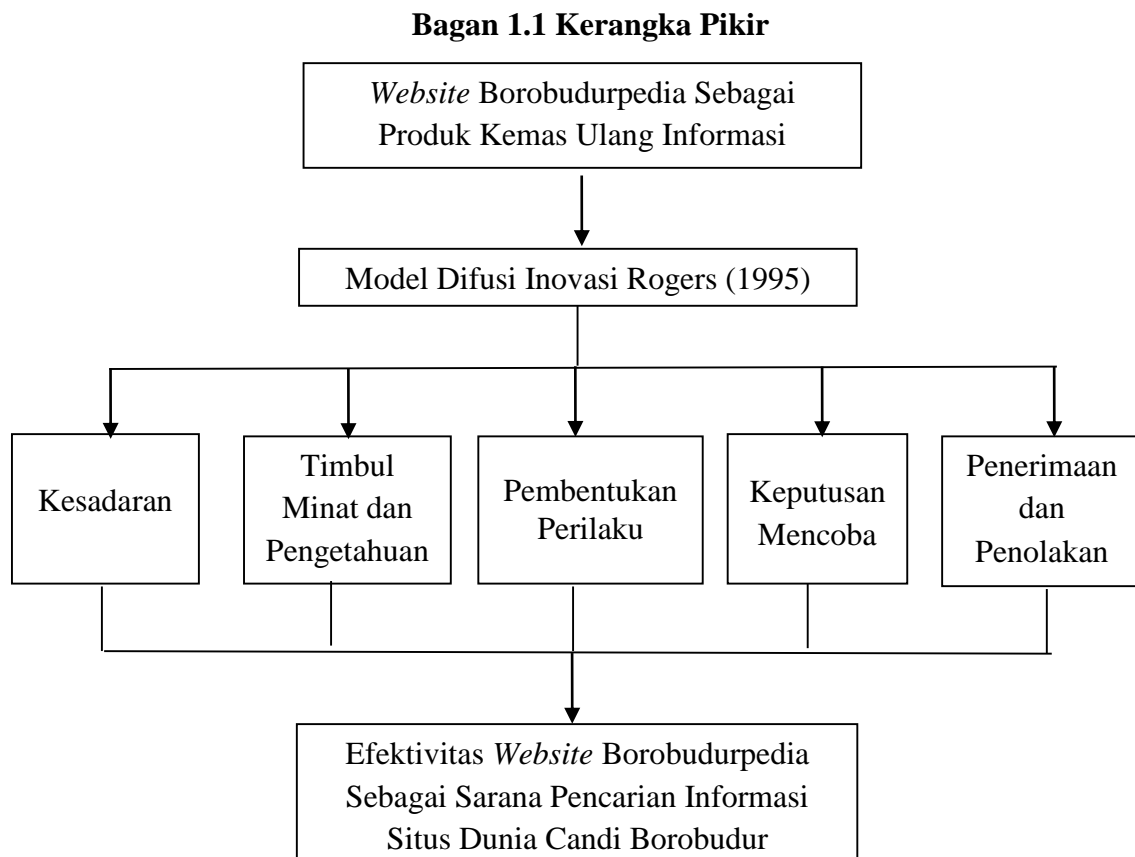 Bagan 1.1 Kerangka Pikir
Website Borobudurpedia Sebagai
Produk Kemas Ulang Informasi
Model Difusi Inovasi Rogers (1995)
Kesadaran
Timbul
Minat dan
Pengetahuan
Pembentukan
Perilaku
Keputusan
Mencoba
Penerimaan
dan
Penolakan
Efektivitas Website Borobudurpedia
Sebagai Sarana Pencarian Informasi
Situs Dunia Candi Borobudur